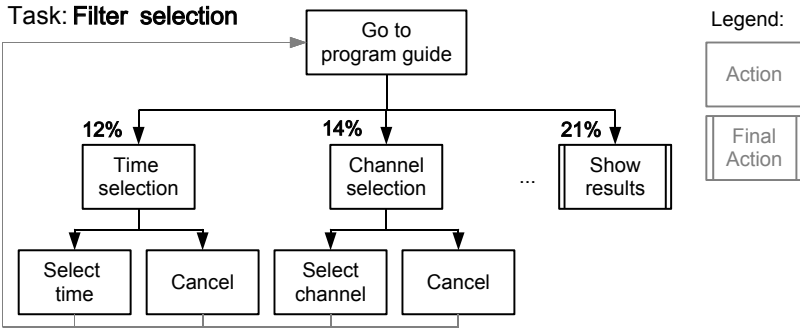 Task: Filter selection
Go to
program guide
Legend:
Action
Final
Action
12%
14%
21%
Time
selection
Channel
selection
...
Show
results
Select
time
Cancel
Select
channel
Cancel